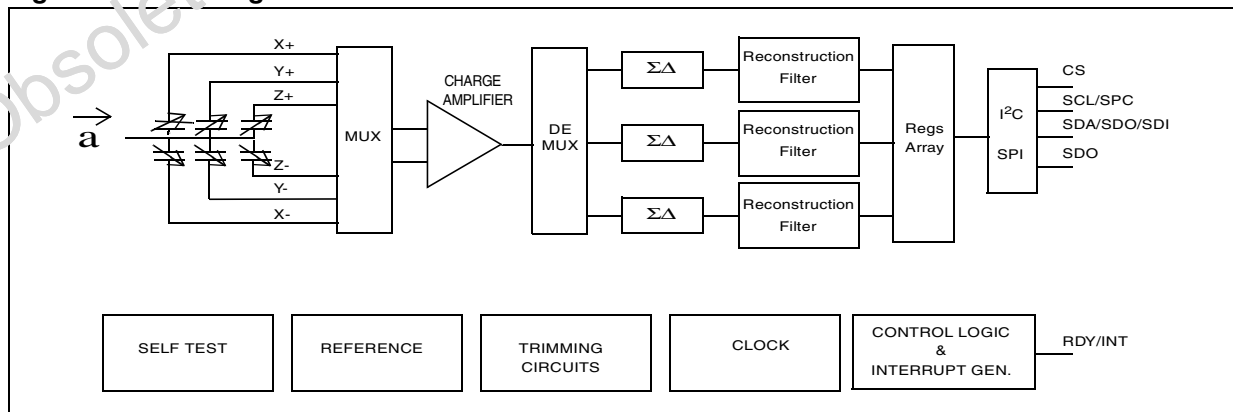 X+
Y+
Z+
a
Z-
Y-
X-
MUX
CHARGE
AMPLIFIER
DE
MUX
ΣΔ
ΣΔ
ΣΔ
Reconstruction
Filter
Reconstruction
Filter
Reconstruction
Filter
Regs
Array
I²C
SPI
CS
SCL/SPC
SDA/SDO/SDI
SDO
SELF TEST
REFERENCE
TRIMMING
CIRCUITS
CLOCK
CONTROL LOGIC
&
INTERRUPT GEN.
RDY/INT